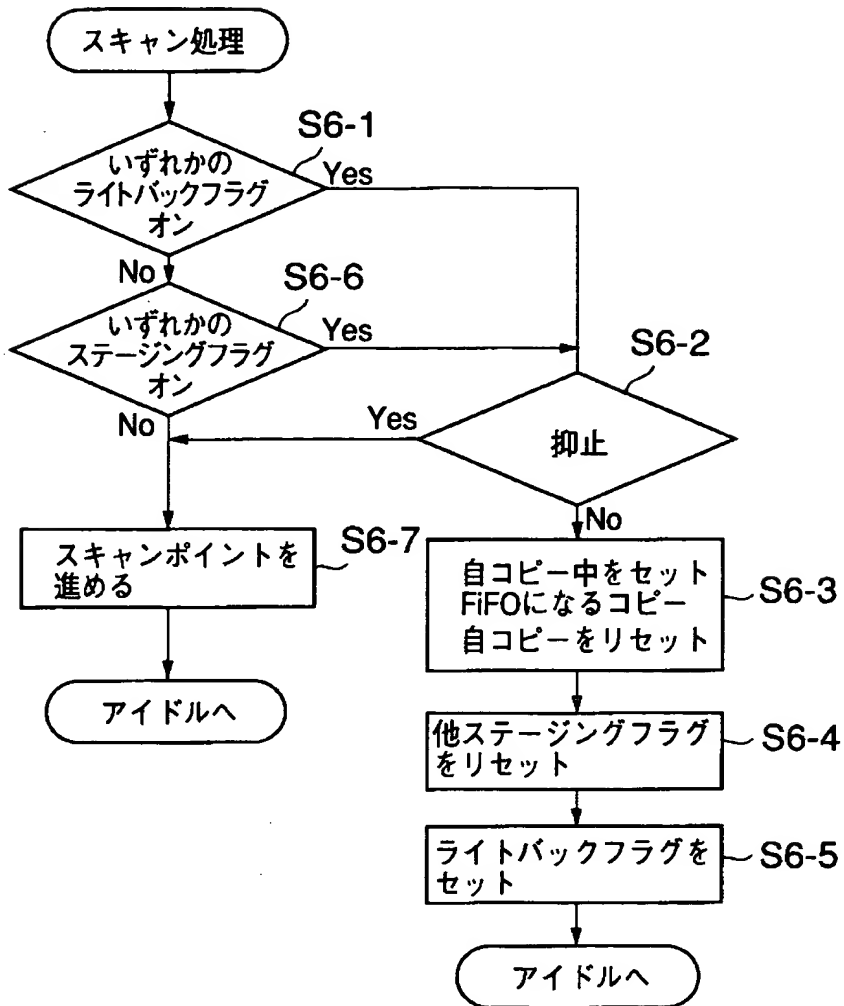 スキャン処理
S6-1
いずれかの
ライトバックフラグ
オン
Yes
No
S6-6
いずれかの
ステージングフラグ
オン
Yes
No
S6-2
抑止
Yes
No
スキャンポイントを
進める
S6-7
アイドルへ
自コピー中をセット
FiFOになるコピー
自コピーをリセット
S6-3
他ステージングフラグ
をリセット
S6-4
ライトバックフラグを
セット
S6-5
アイドルへ